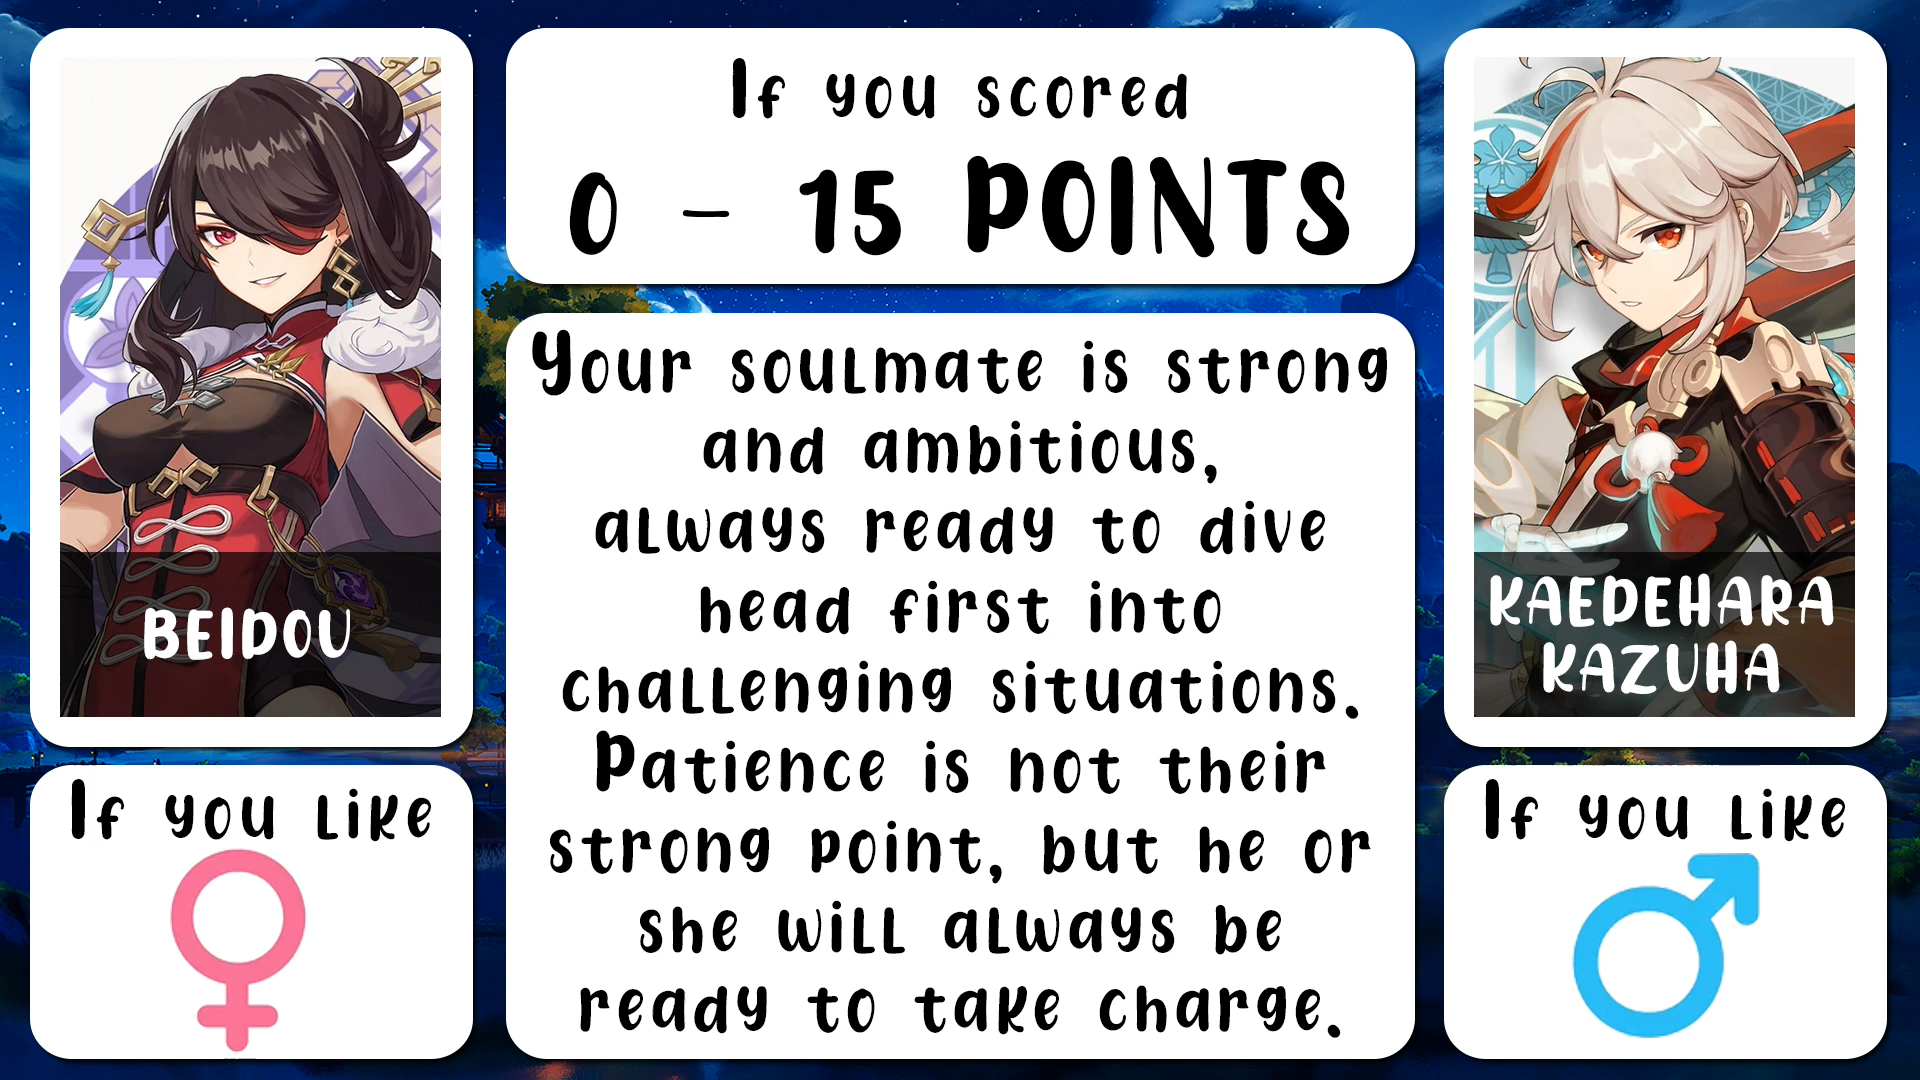 If you scored
0 - 15 POINTS
Your soulmate is strong
and ambitious,
always ready to dive
head first into
challenging situations.
Patience is not their
strong point, but he or
she will always be
ready to take charge.
BEIDOU
If you like
KAEDEHARA
KAZUHA
If you like